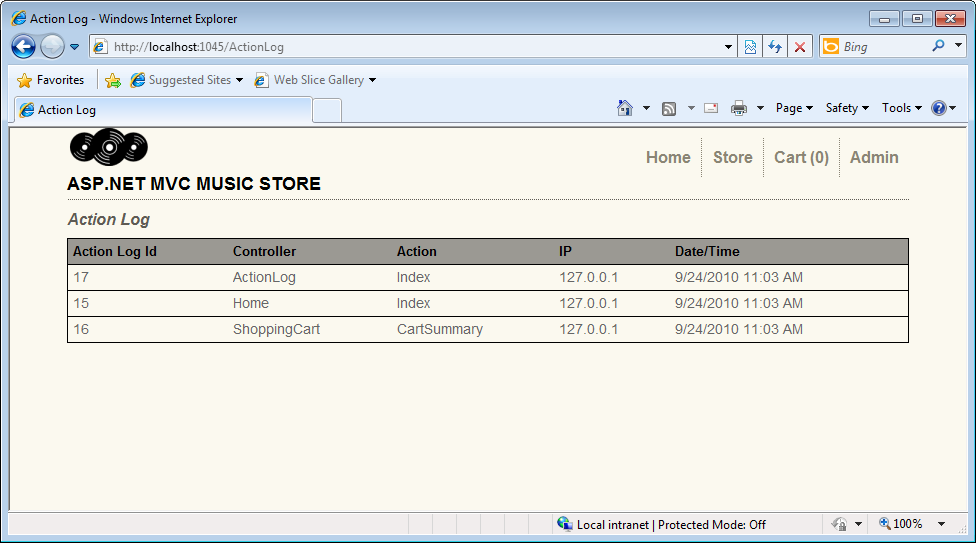 Action Log - Windows Internet Explorer
http://localhost:1045/ActionLog
Bing
Favorites Suggested Sites Web Slice Gallery
Action Log
Page Safety Tools
Home Store Cart (0) Admin
ASP.NET MVC MUSIC STORE
Action Log
Action Log Id Controller Action IP Date/Time
17 ActionLog Index 127.0.0.1 9/24/2010 11:03 AM
15 Home Index 127.0.0.1 9/24/2010 11:03 AM
16 ShoppingCart CartSummary 127.0.0.1 9/24/2010 11:03 AM
Local intranet | Protected Mode: Off 100%